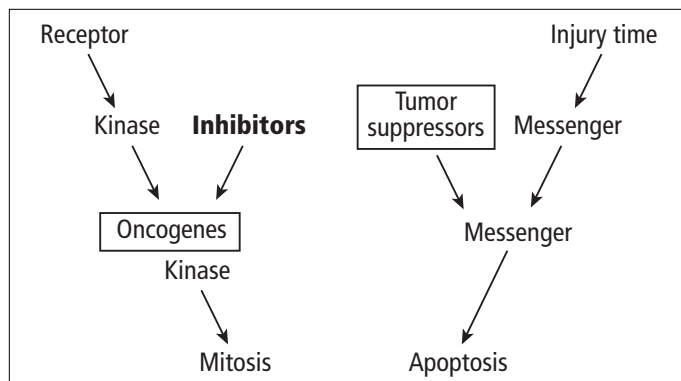 Receptor
Injury time
Kinase
Inhibitors
Tumor
suppressors
Messenger
Oncogenes
Kinase
Messenger
Mitosis
Apoptosis